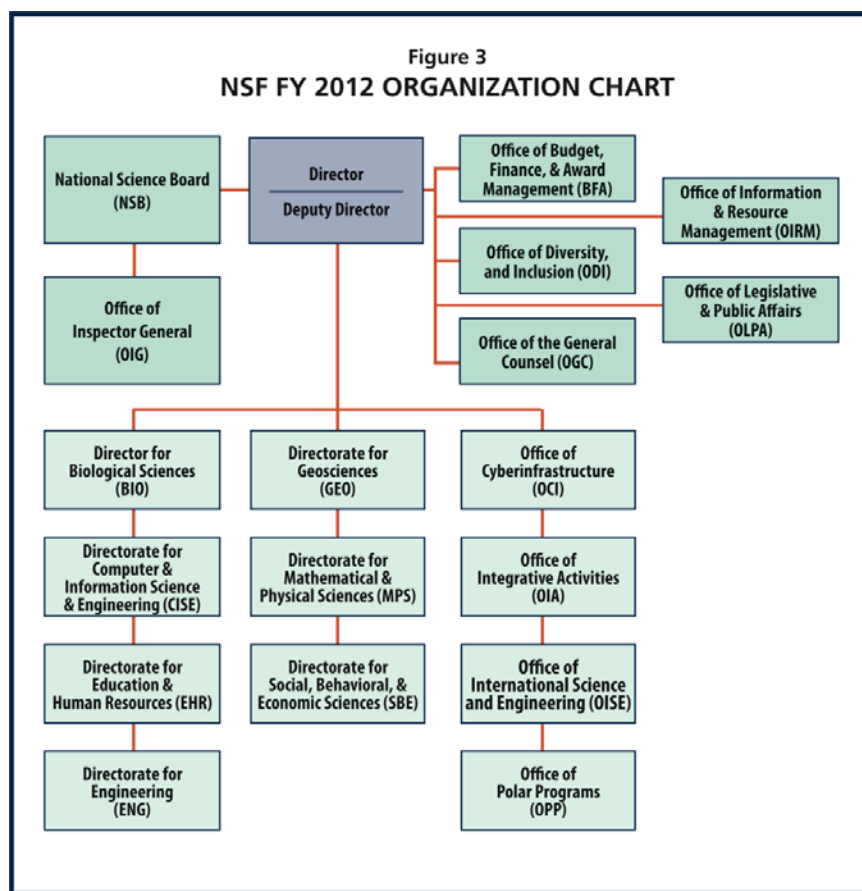 Figure 3
NSF FY 2012 ORGANIZATION CHART
National Science Board
(NSB)
Director
Deputy Director
Office of Budget,
Finance, & Award
Management (BFA)
Office of Information
& Resource
Management (OIRM)
Office of Diversity,
and Inclusion (ODI)
Office of Legislative
& Public Affairs
(OLPA)
Office of the General
Counsel (OGC)
Office of
Inspector General
(OIG)
Director for
Biological Sciences
(BIO)
Directorate for
Geosciences
(GEO)
Office of
Cyberinfrastructure
(OCI)
Directorate for
Computer &
Information Science
& Engineering (CISE)
Directorate for
Mathematical &
Physical Sciences (MPS)
Office of
Integrative Activities
(OIA)
Directorate for
Education &
Human Resources (EHR)
Directorate for
Social, Behavioral, &
Economic Sciences (SBE)
Office of
International Science
and Engineering (OISE)
Directorate for
Engineering
(ENG)
Office of
Polar Programs
(OPP)